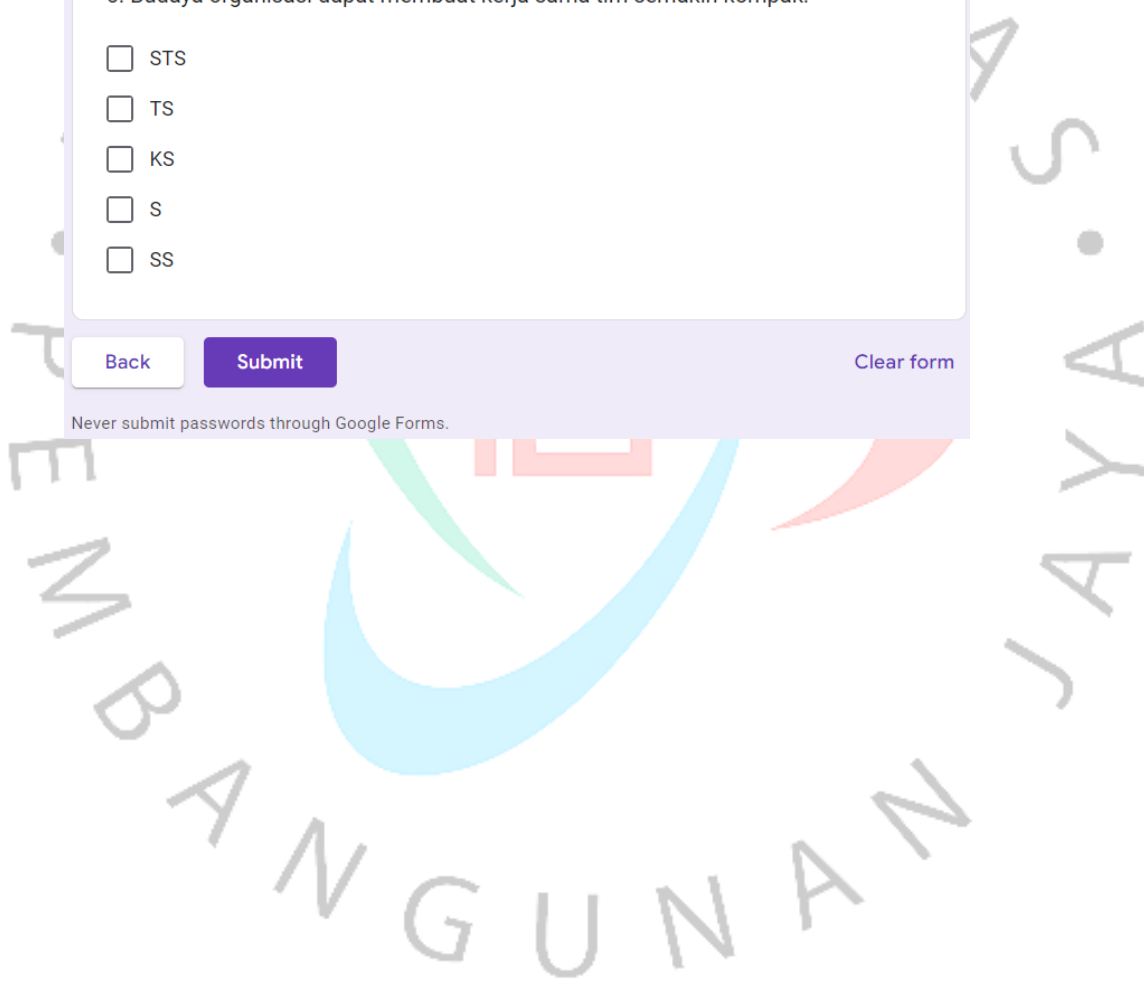 STS
TS
KS
S
SS
Back Submit Clear form
Never submit passwords through Google Forms.
PEMBANGUNAN JAYA